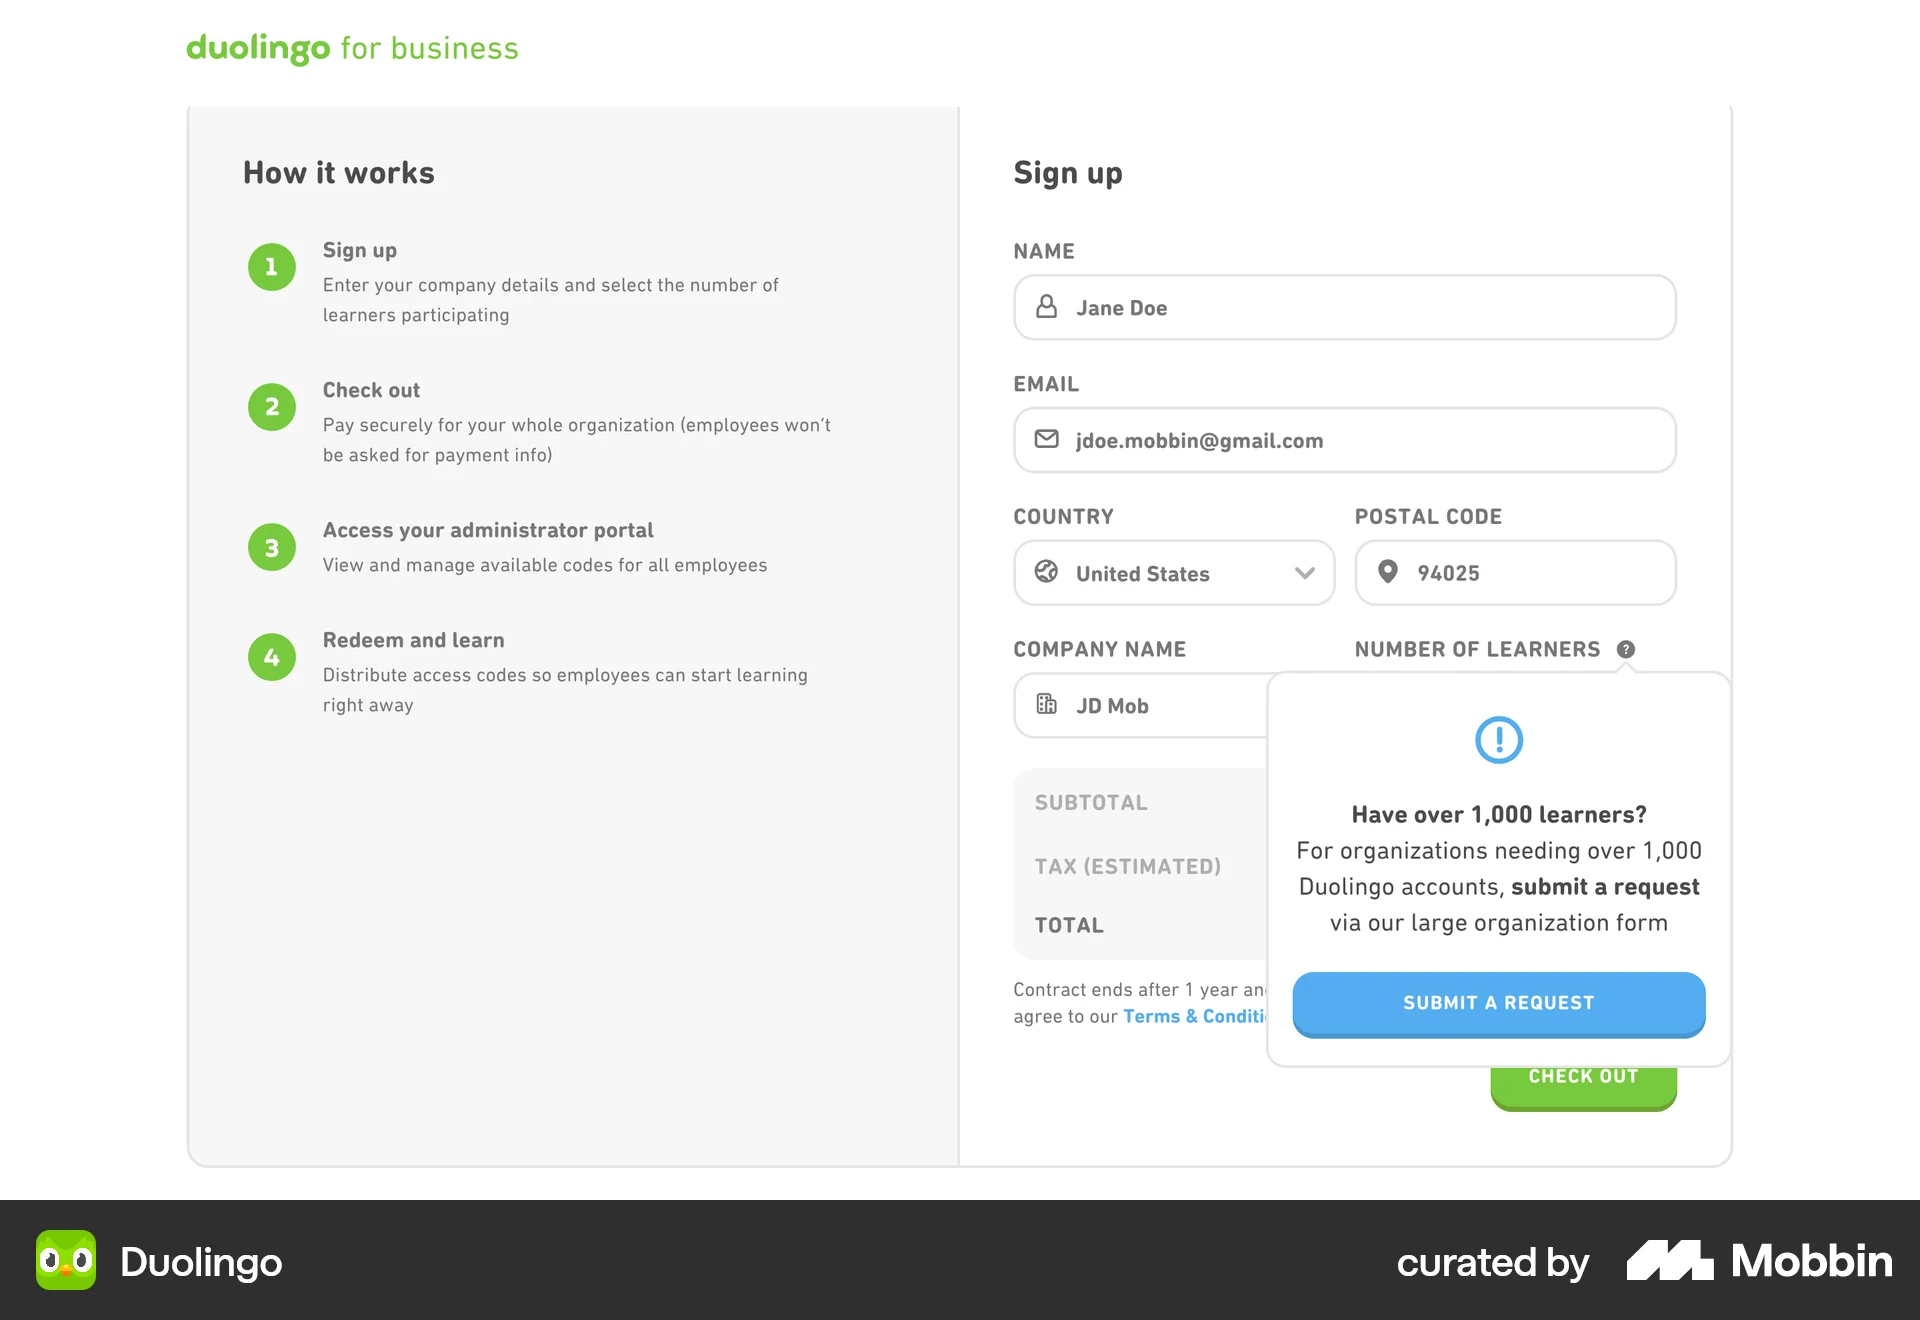 duolingo for business
How it works
1
Sign up
Enter your company details and select the number of
learners participating
2
Check out
Pay securely for your whole organization (employees won't
be asked for payment info)
3
Access your administrator portal
View and manage available codes for all employees
4
Redeem and learn
Distribute access codes so employees can start learning
right away
Sign up
NAME
Jane Doe
EMAIL
jdoe.mobbin@gmail.com
COUNTRY
POSTAL CODE
United States
94025
COMPANY NAME
NUMBER OF LEARNERS ?
JD Mob
SUBTOTAL
TAX (ESTIMATED)
TOTAL
Contract ends after 1 year
agree to our Terms &
!
Have over 1,000 learners?
For organizations needing over 1,000
Duolingo accounts, submit a request
via our large organization form
SUBMIT A REQUEST
CHECK OUT
Duolingo
curated by Mobbin